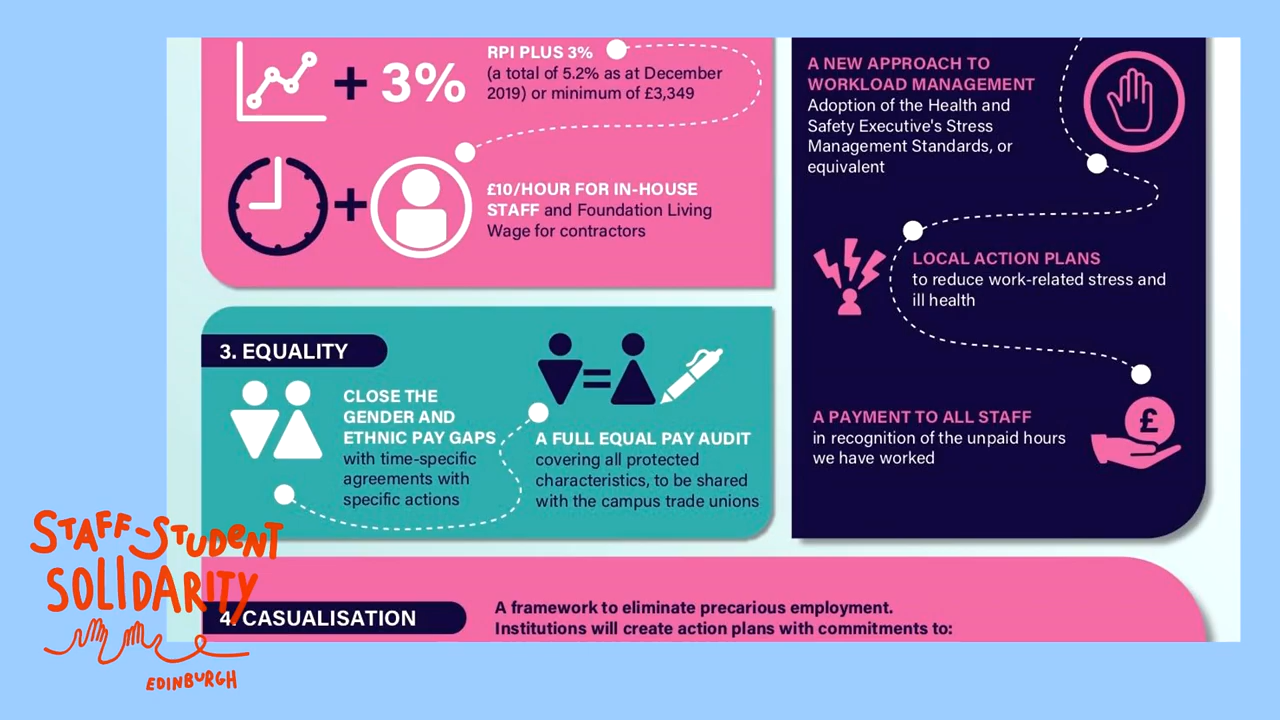 + 3%
RPI PLUS 3%
(a total of 5.2% as at December
2019) or minimum of £3,349
+
£10/HOUR FOR IN-HOUSE
STAFF and Foundation Living
Wage for contractors
3. EQUALITY
CLOSE THE
GENDER AND
ETHNIC PAY GAPS
with time-specific
agreements with
specific actions
=
A FULL EQUAL PAY AUDIT
covering all protected
characteristics, to be shared
with the campus trade unions
A NEW APPROACH TO
WORKLOAD MANAGEMENT
Adoption of the Health and
Safety Executive's Stress
Management Standards, or
equivalent
LOCAL ACTION PLANS
to reduce work-related stress and
ill health
A PAYMENT TO ALL STAFF
in recognition of the unpaid hours
we have worked
£
4. CASUALISATION
A framework to eliminate precarious employment.
Institutions will create action plans with commitments to:
STAFF-STUDENT
SOLIDARITY
EDINBURGH